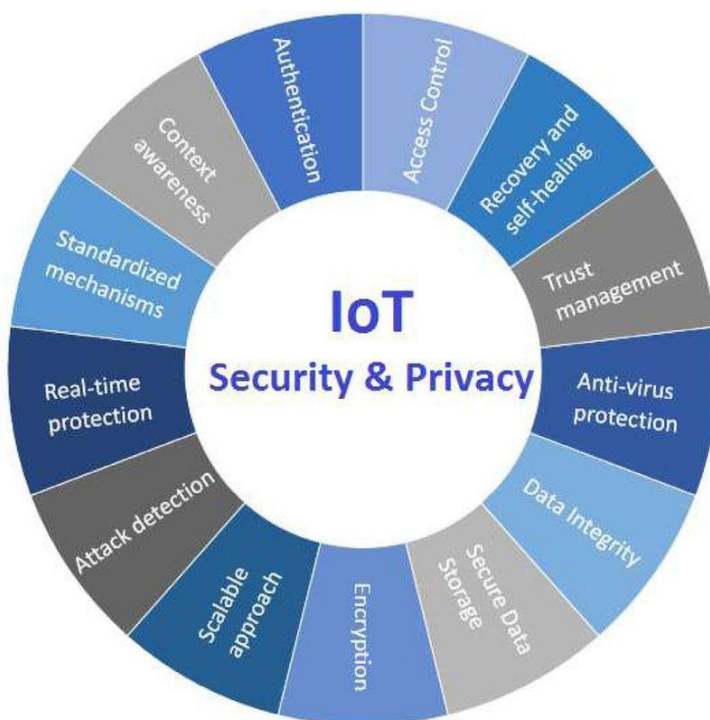 IoT
Security & Privacy
Access Control
Recovery and
self-healing
Trust
management
Anti-virus
protection
Data Integrity
Secure Data
Storage
Encryption
Scalable
approach
Attack detection
Real-time
protection
Standardized
mechanisms
Context
awareness
Authentication